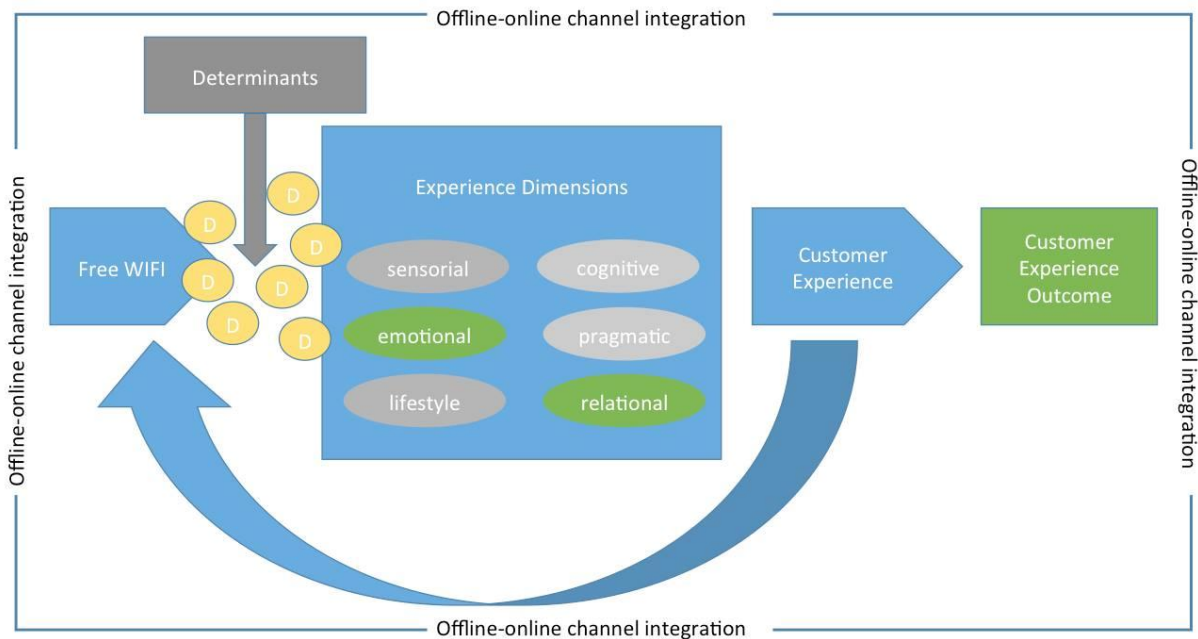 Offline-online channel integration
Determinants
Offline-online channel integration
Offline-online channel integration
Free WIFI
D
D
D
D
D
D
D
Experience Dimensions
sensorial
cognitive
emotional
pragmatic
lifestyle
relational
Customer
Experience
Customer
Experience
Outcome
Offline-online channel integration